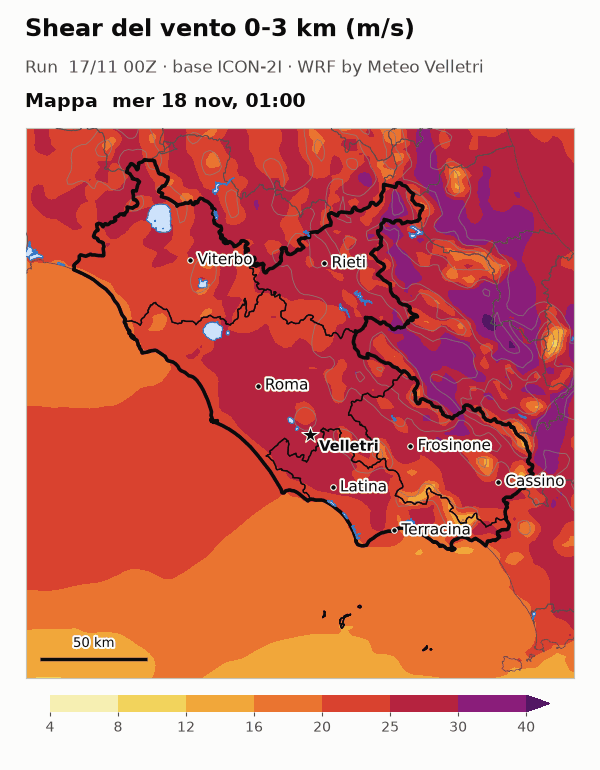 Shear del vento 0-3 km (m/s)
Run  17/11 00Z · base ICON-2I · WRF by Meteo Velletri
Mappa  mer 18 nov, 01:00
Viterbo
Rieti
Roma
Velletri
Frosinone
Cassino
Latina
Terracina
50 km
4 8 12 16 20 25 30 40